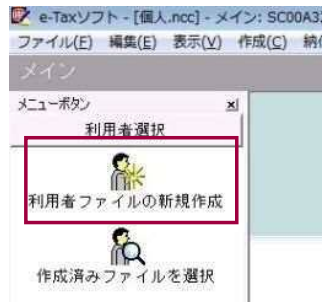 e-Taxソフト - [個人.ncc] - メイン: SC00A3
ファイル(F) 編集(E) 表示(V) 作成(C) 納
メイン
メニューボタン x
利用者選択
利用者ファイルの新規作成
作成済みファイルを選択